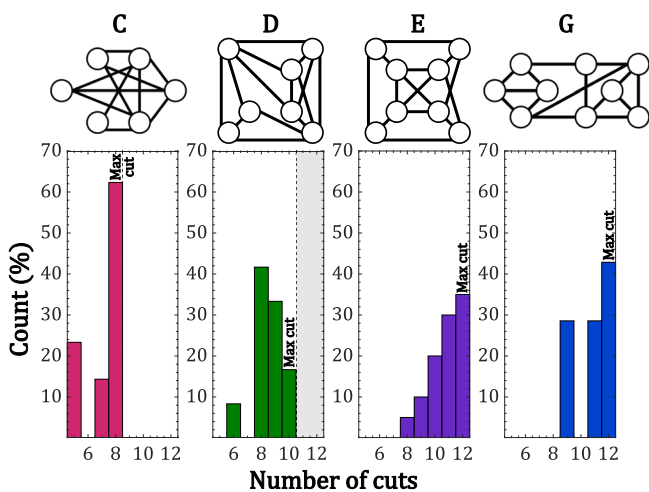 C D E G
70 70 70 70
60 60 60 60
50 50 50 50
40 40 40 40
30 30 30 30
20 20 20 20
10 10 10 10
Max
cut
Max cut
Max cut
Max cut
Count (%)
6 8 10 12 6 8 10 12 6 8 10 12 6 8 10 12
Number of cuts